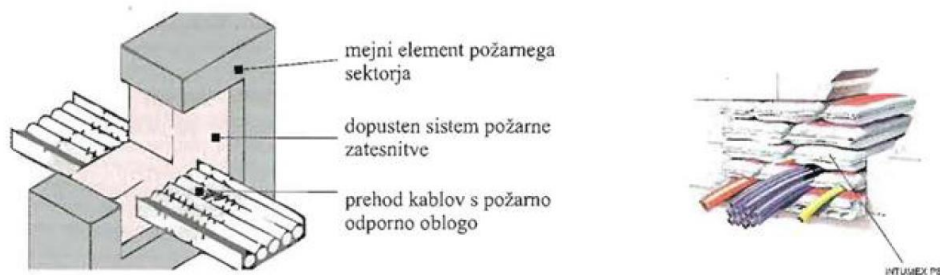 mejni element požarnega
sektorja
dopusten sistem požarne
zatesnitve
prehod kablov s požarno
odporno oblogo
INTUMEX PS